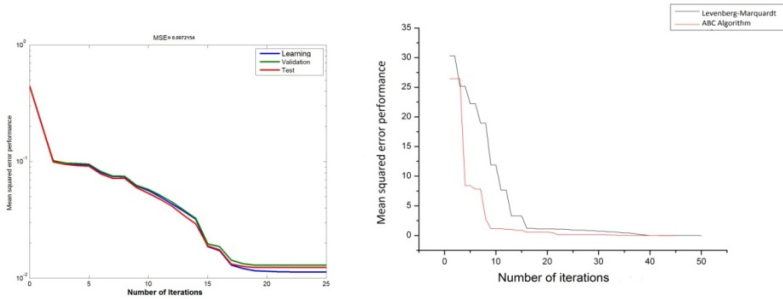 MSE= 0.0072154
Learning
Validation
Test
10^0
10^-1
10^-2
0
5
10
15
20
25
Mean squared error performance
Number of Iterations
Levenberg-Marquardt
ABC Algorithm
35
30
25
20
15
10
5
0
0
10
20
30
40
50
Mean squared error performance
Number of iterations